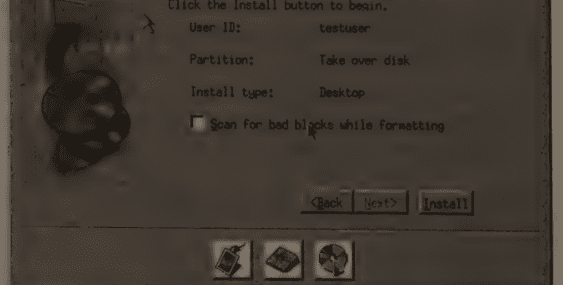 Click the Install button to begin.
User ID: testuser
Partition: Take over disk
Install type: Desktop
Scan for bad blocks while formatting
<Back Next> Install